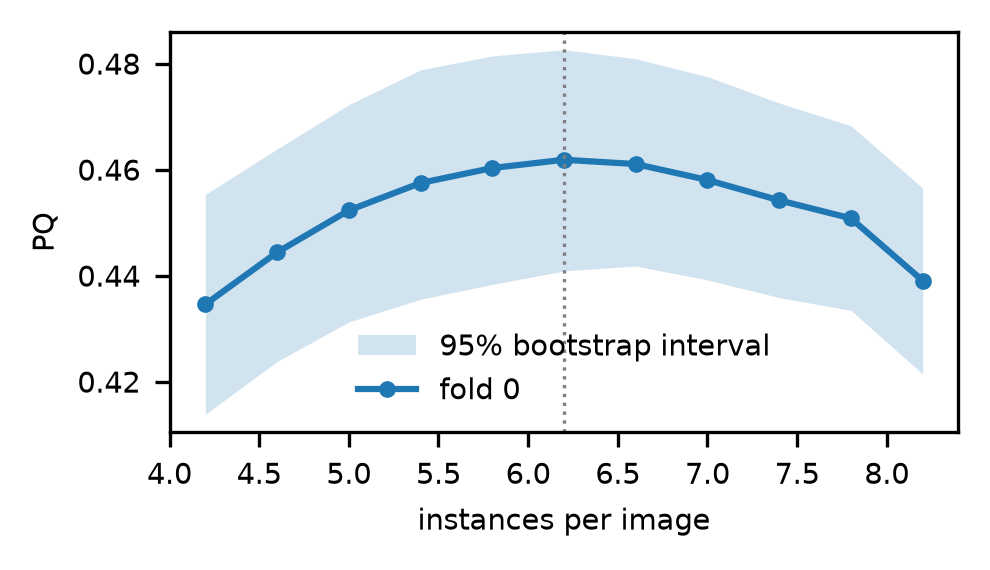 0.48
0.46
0.44
0.42
PQ
95% bootstrap interval
fold 0
4.0 4.5 5.0 5.5 6.0 6.5 7.0 7.5 8.0
instances per image